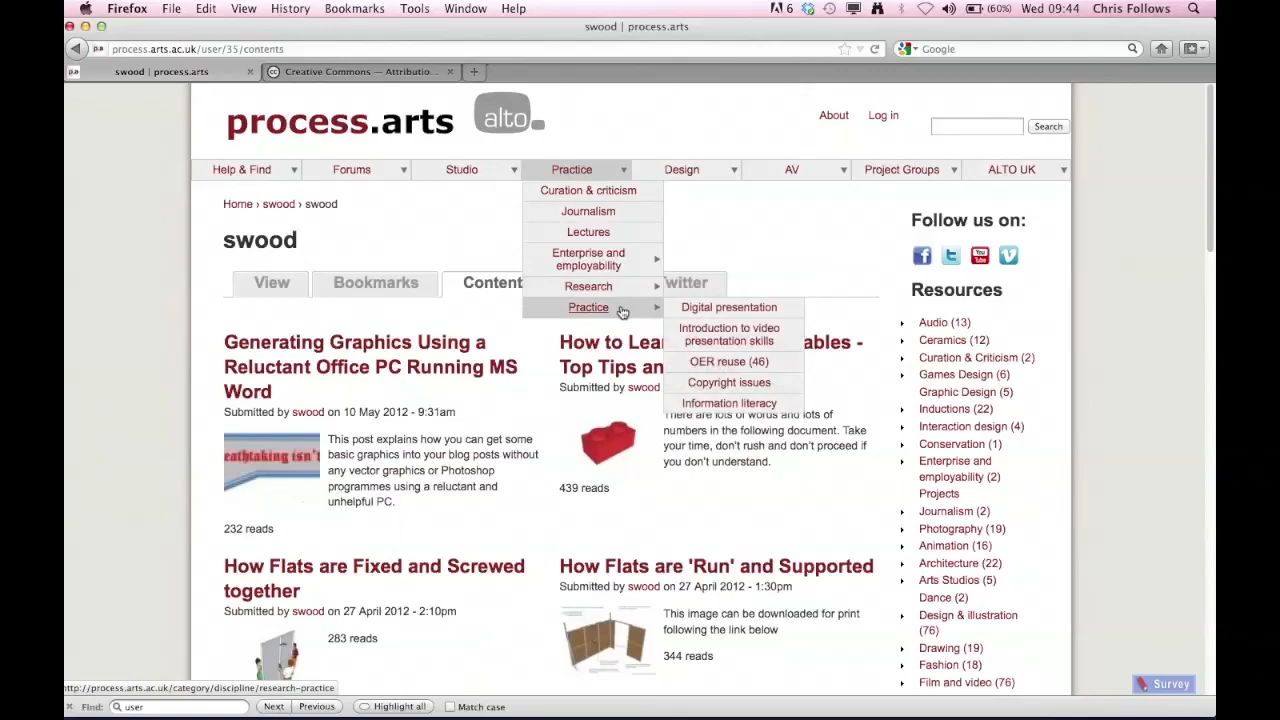 Firefox File Edit View History Bookmarks Tools Window Help 6 (60%) Wed 09:44 Chris Follows
swood | process.arts
process.arts.ac.uk/user/35/contents
Google
swood | process.arts
Creative Commons — Attributio...
process.arts
alto
About
Log in
Search
Help & Find
Forums
Studio
Practice
Design
AV
Project Groups
ALTO UK
Curation & criticism
Journalism
Lectures
Enterprise and
employability
Research
Practice
Digital presentation
Introduction to video
presentation skills
OER reuse (46)
Copyright issues
Information literacy
Home › swood › swood
swood
View
Bookmarks
Content
Twitter
Generating Graphics Using a
Reluctant Office PC Running MS
Word
Submitted by swood on 10 May 2012 - 9:31am
eathtaking isn't
This post explains how you can get some
basic graphics into your blog posts without
any vector graphics or Photoshop
programmes using a reluctant and
unhelpful PC.
232 reads
How to Lea
ables -
Top Tips an
Submitted by swood
There are lots of words and lots of
numbers in the following document. Take
your time, don't rush and don't proceed if
you don't understand.
439 reads
How Flats are Fixed and Screwed
together
Submitted by swood on 27 April 2012 - 2:10pm
283 reads
How Flats are 'Run' and Supported
Submitted by swood on 27 April 2012 - 1:30pm
This image can be downloaded for print
following the link below
344 reads
Follow us on:
Resources
Audio (13)
Ceramics (12)
Curation & Criticism (2)
Games Design (6)
Graphic Design (5)
Inductions (22)
Interaction design (4)
Conservation (1)
Enterprise and
employability (2)
Projects
Journalism (2)
Photography (19)
Animation (16)
Architecture (22)
Arts Studios (5)
Dance (2)
Design & illustration
(76)
Drawing (19)
Fashion (18)
Film and video (76)
Survey
http://process.arts.ac.uk/category/discipline/research-practice
Find: user Next Previous Highlight all Match case